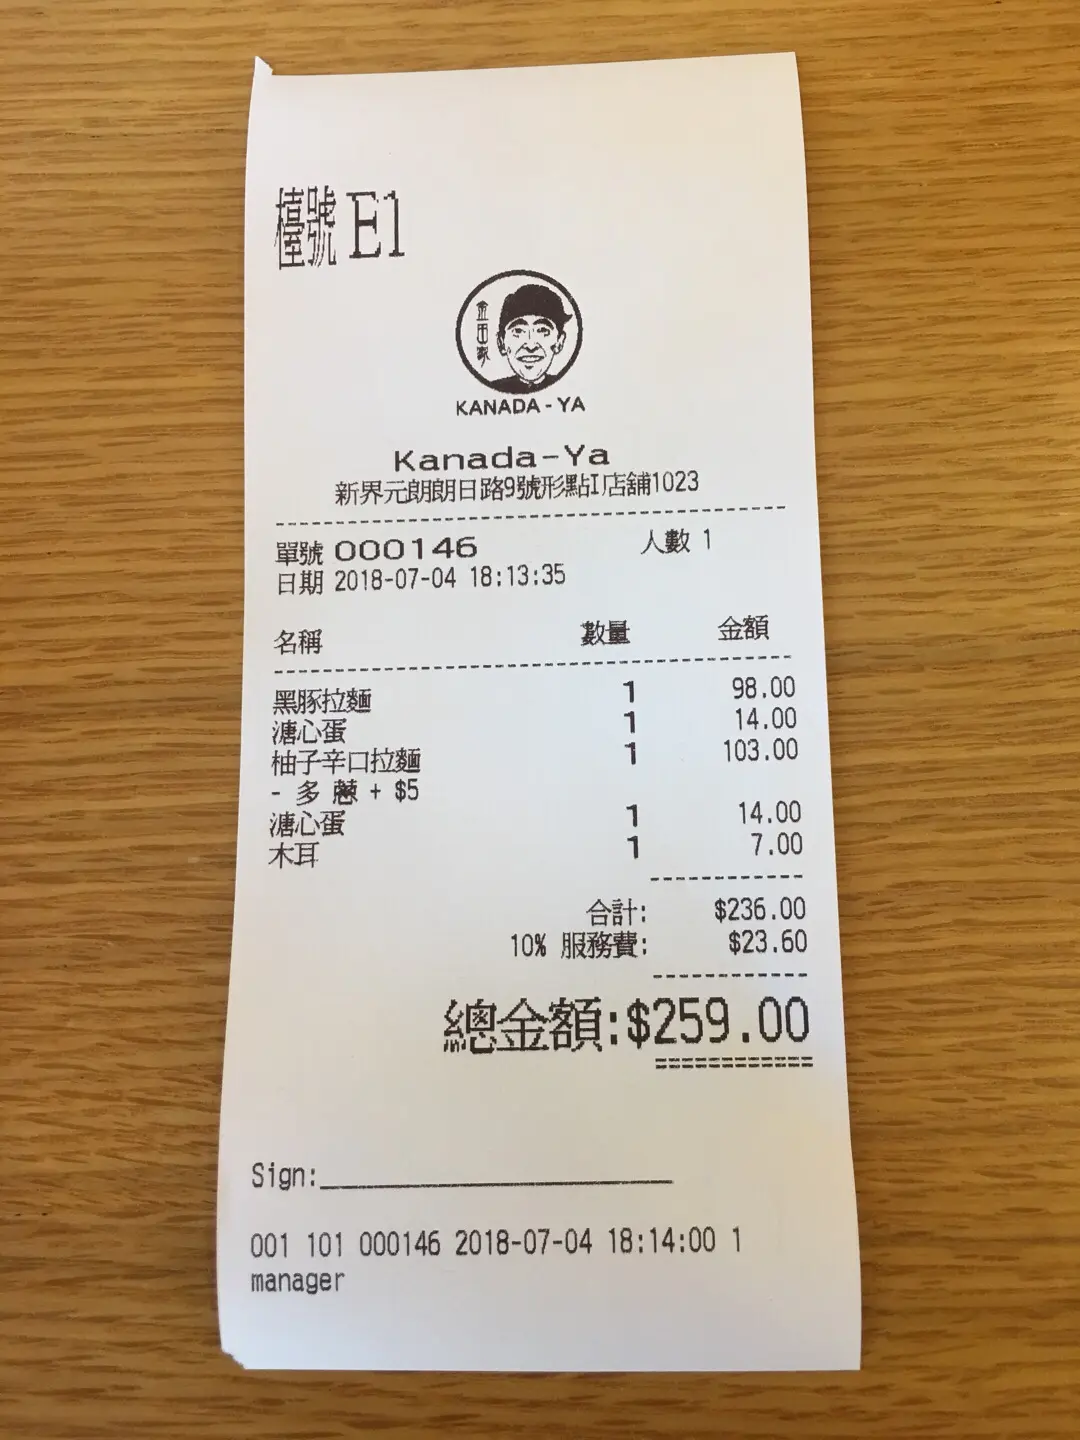 檯號 E1
金田家
KANADA-YA
Kanada-Ya
新界元朗朗日路9號形點I店舖1023
單號 000146 人數 1
日期 2018-07-04 18:13:35
名稱 數量 金額
黑豚拉麵 1 98.00
溏心蛋 1 14.00
柚子辛口拉麵 1 103.00
- 多 蔥 + $5
溏心蛋 1 14.00
木耳 1 7.00
合計: $236.00
10% 服務費: $23.60
總金額:$259.00
Sign:
001 101 000146 2018-07-04 18:14:00 1
manager